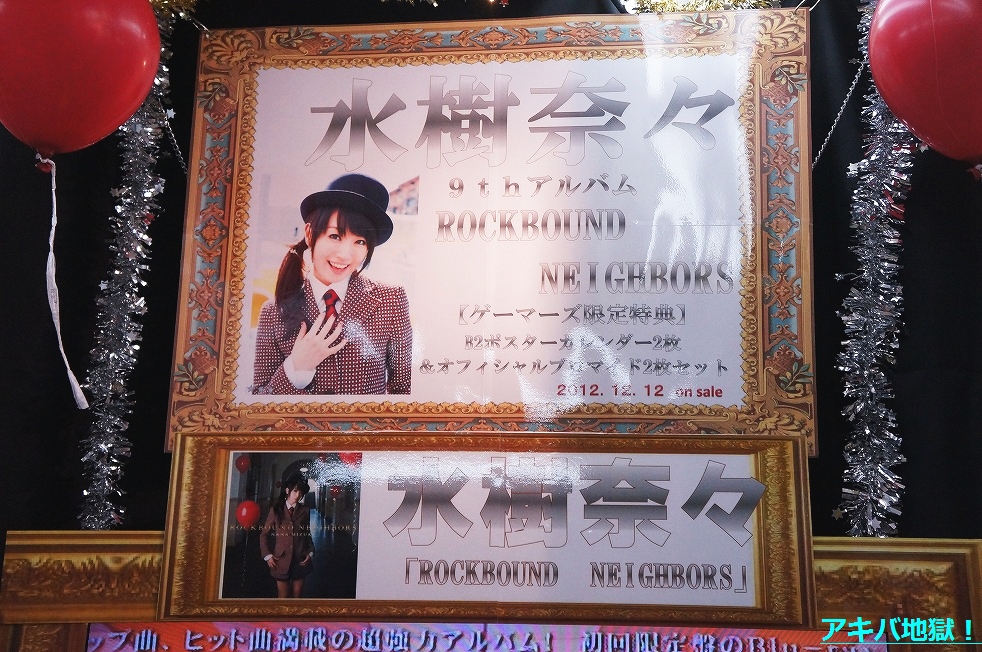 水樹奈々
9thアルバム
ROCKBOUND
NEIGHBORS
【ゲーマーズ限定特典】
B2ポスターカレンダー2枚
&オフィシャルブロマイド2枚セット
2012. 12. 12 on sale
水樹奈々
ROCKBOUND NEIGHBORS
NANA MIZUKI
「ROCKBOUND NEIGHBORS」
ップ曲、ヒット曲満載の超強力アルバム! 初回限定盤のBlu-ray
アキバ地獄!